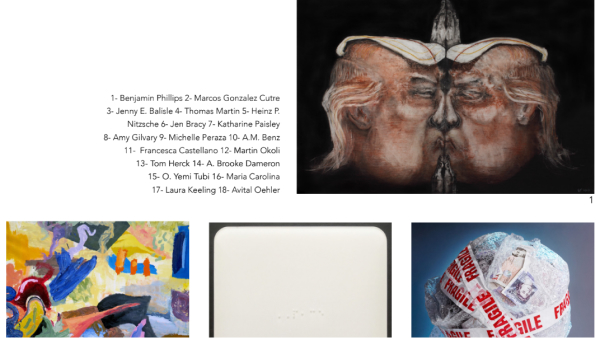 1- Benjamin Phillips 2- Marcos Gonzalez Cutre
3- Jenny E. Balisle 4- Thomas Martin 5- Heinz P.
Nitzsche 6- Jen Bracy 7- Katharine Paisley
8- Amy Gilvary 9- Michelle Peraza 10- A.M. Benz
11- Francesca Castellano 12- Martin Okoli
13- Tom Herck 14- A. Brooke Dameron
15- O. Yemi Tubi 16- Maria Carolina
17- Laura Keeling 18- Avital Oehler
1
FRAGILE
FRAGILE
FRAGILE